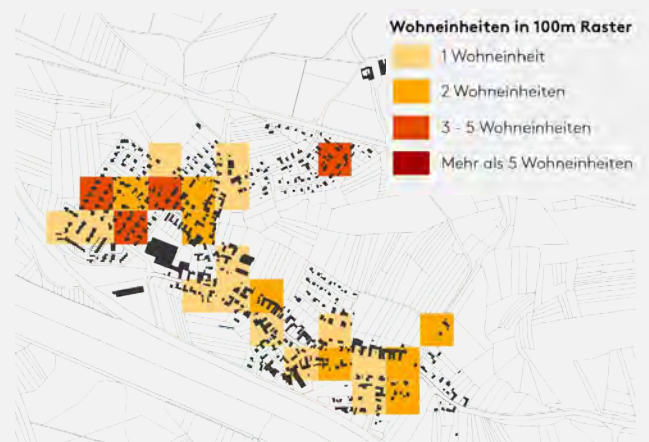 Wohneinheiten in 100m Raster
1 Wohneinheit
2 Wohneinheiten
3 - 5 Wohneinheiten
Mehr als 5 Wohneinheiten